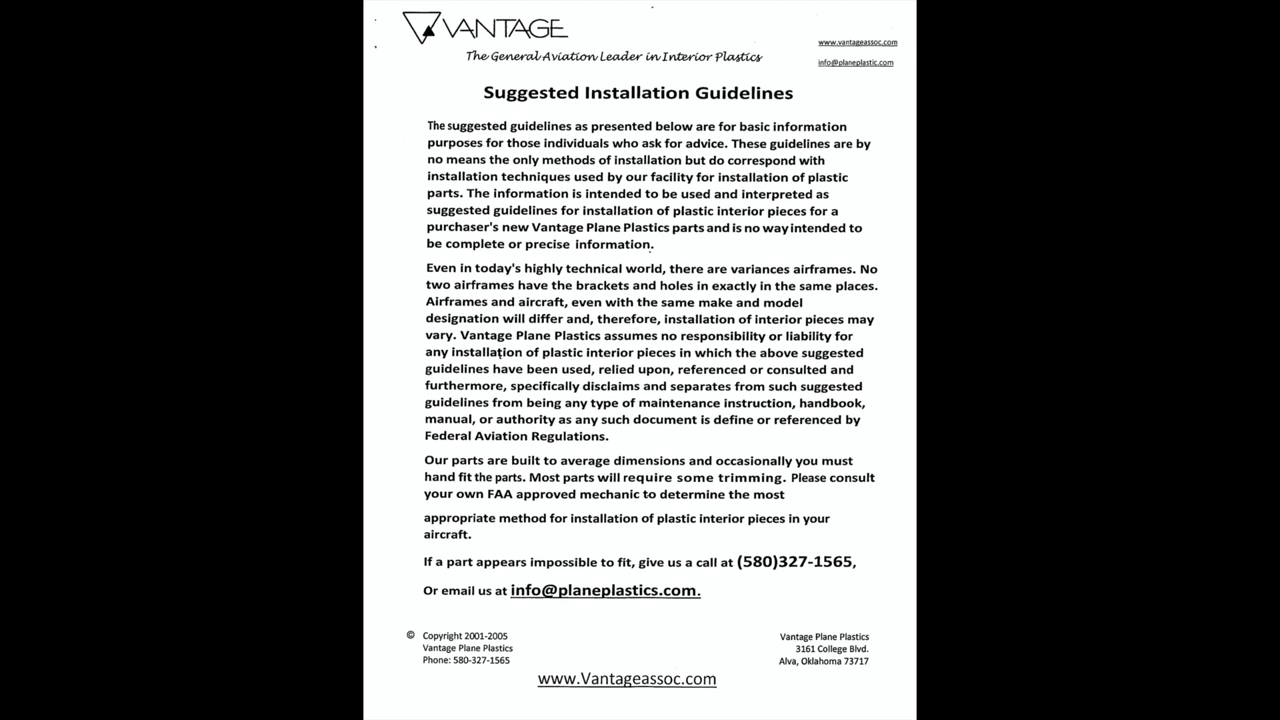 VANTAGE
The General Aviation Leader in Interior Plastics
www.vantageassoc.com
info@planeplastic.com
Suggested Installation Guidelines
The suggested guidelines as presented below are for basic information
purposes for those individuals who ask for advice. These guidelines are by
no means the only methods of installation but do correspond with
installation techniques used by our facility for installation of plastic
parts. The information is intended to be used and interpreted as
suggested guidelines for installation of plastic interior pieces for a
purchaser's new Vantage Plane Plastics parts and is no way intended to
be complete or precise information.
Even in today's highly technical world, there are variances airframes. No
two airframes have the brackets and holes in exactly in the same places.
Airframes and aircraft, even with the same make and model
designation will differ and, therefore, installation of interior pieces may
vary. Vantage Plane Plastics assumes no responsibility or liability for
any installation of plastic interior pieces in which the above suggested
guidelines have been used, relied upon, referenced or consulted and
furthermore, specifically disclaims and separates from such suggested
guidelines from being any type of maintenance instruction, handbook,
manual, or authority as any such document is define or referenced by
Federal Aviation Regulations.
Our parts are built to average dimensions and occasionally you must
hand fit the parts. Most parts will require some trimming. Please consult
your own FAA approved mechanic to determine the most
appropriate method for installation of plastic interior pieces in your
aircraft.
If a part appears impossible to fit, give us a call at (580)327-1565,
Or email us at info@planeplastics.com.
© Copyright 2001-2005
Vantage Plane Plastics
Phone: 580-327-1565
Vantage Plane Plastics
3161 College Blvd.
Alva, Oklahoma 73717
www.Vantageassoc.com